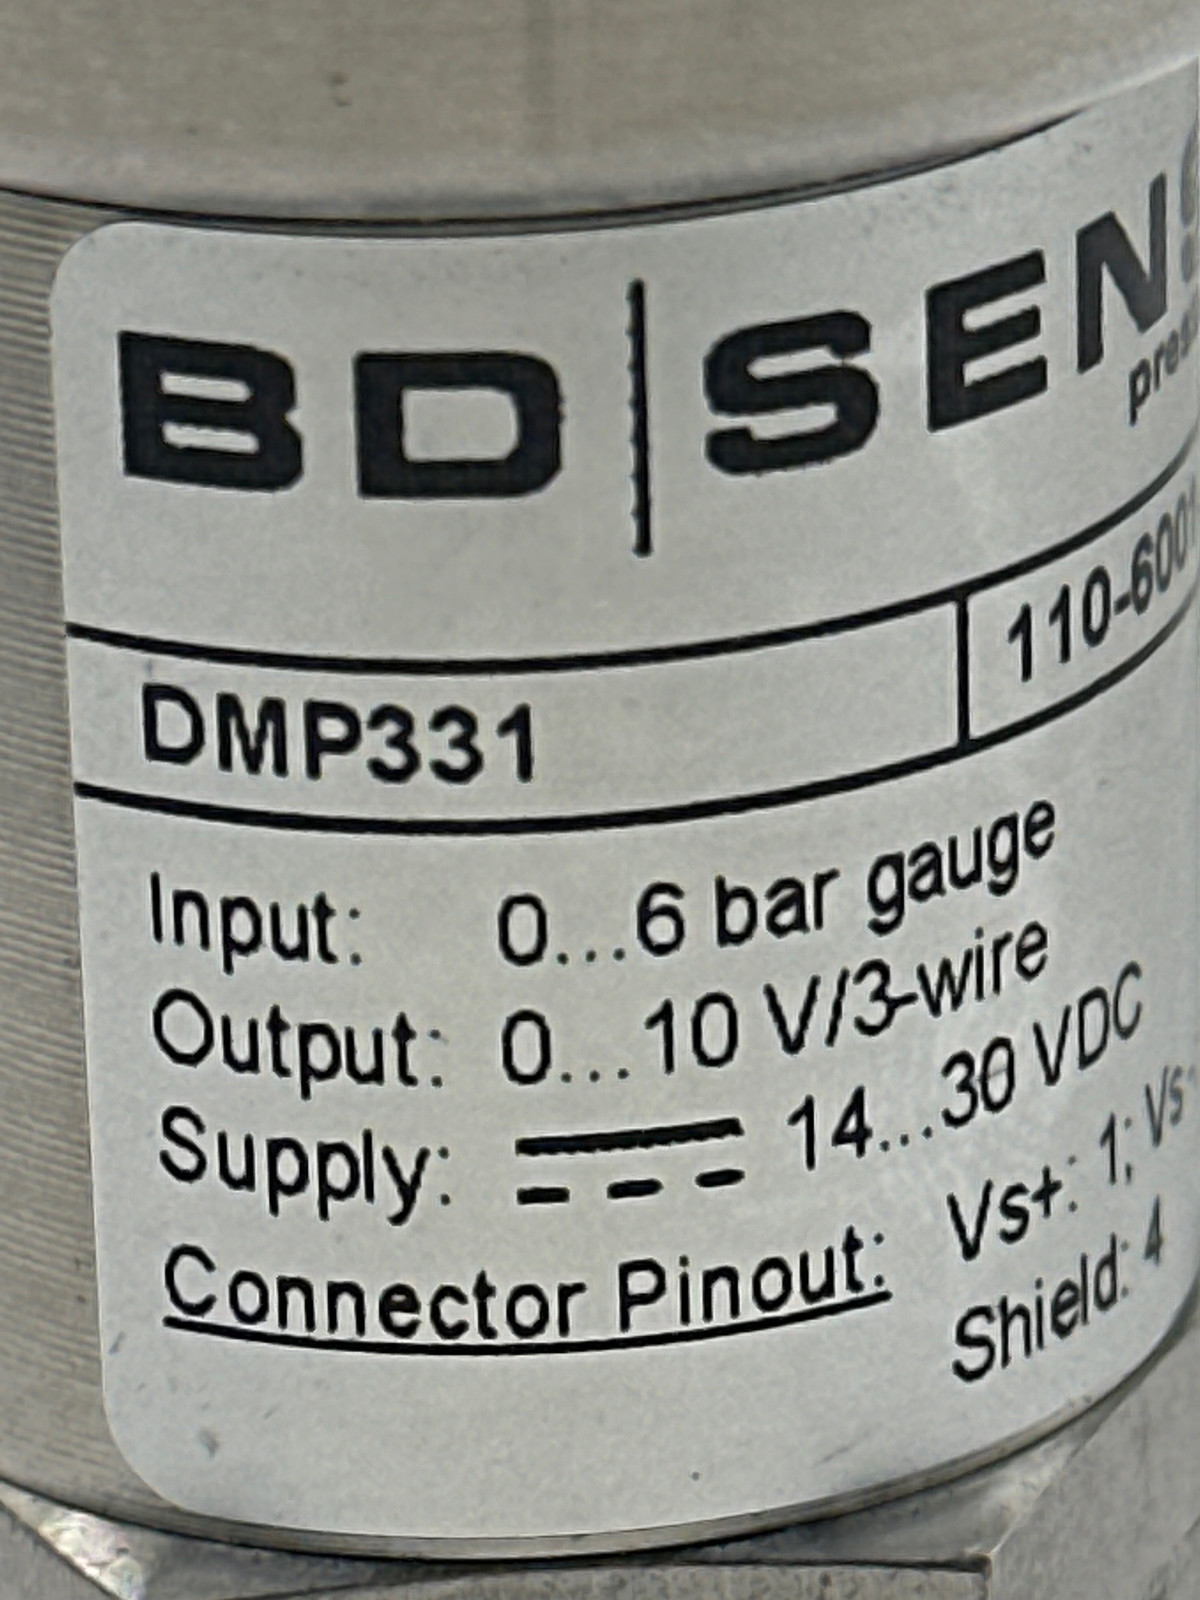 BD|SEN
DMP331
110-600
Input: 0...6 bar gauge
Output: 0...10 V/3-wire
Supply: 14...30 VDC
Connector Pinout: Vs+: 1;
Shield: 4